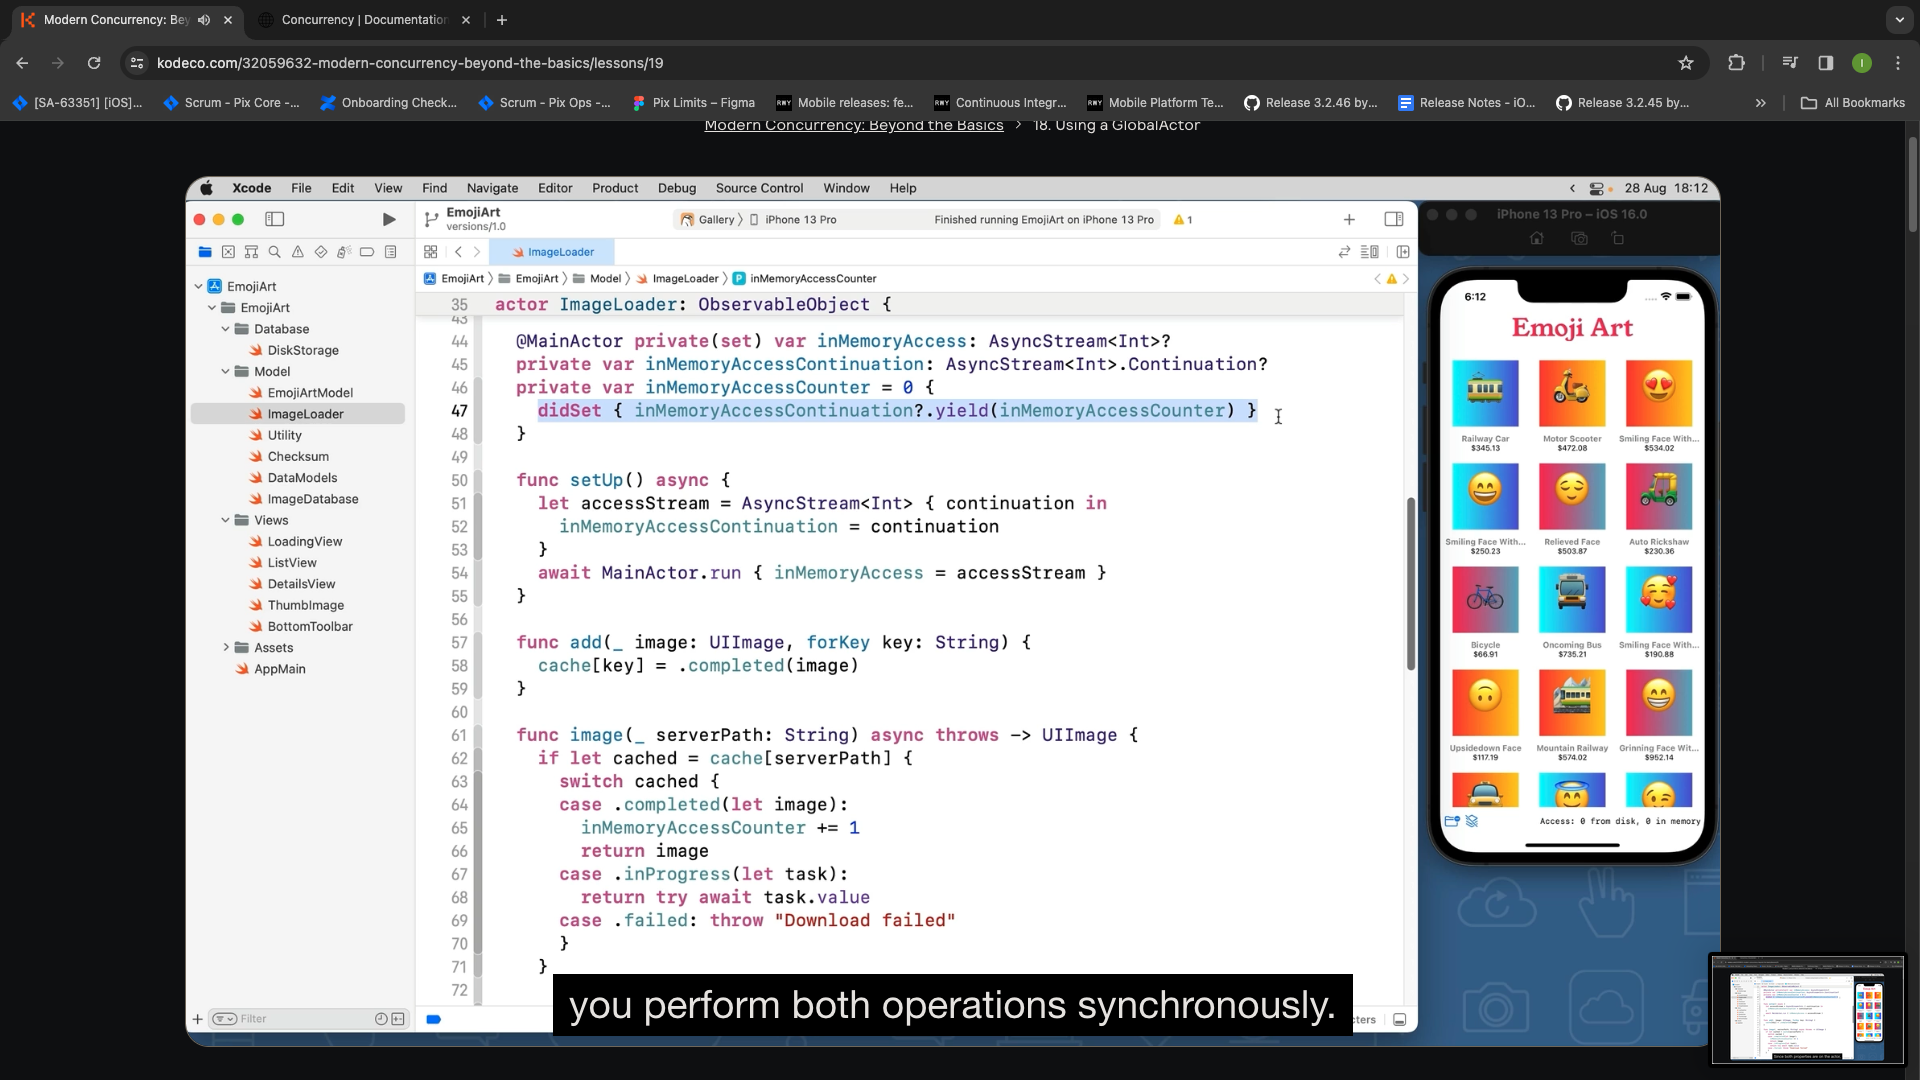 Modern Concurrency: Bey
Concurrency | Documentation
kodeco.com/32059632-modern-concurrency-beyond-the-basics/lessons/19
I
[SA-63351] [iOS]...
Scrum - Pix Core -...
Onboarding Check...
Scrum - Pix Ops -...
Pix Limits – Figma
RWY Mobile releases: fe...
RWY Continuous Integr...
RWY Mobile Platform Te...
Release 3.2.46 by...
Release Notes - iO...
Release 3.2.45 by...
All Bookmarks
Modern Concurrency: Beyond the Basics > 18. Using a GlobalActor
Xcode File Edit View Find Navigate Editor Product Debug Source Control Window Help
28 Aug 18:12
EmojiArt
versions/1.0
Gallery iPhone 13 Pro
Finished running EmojiArt on iPhone 13 Pro
1
ImageLoader
EmojiArt EmojiArt Model ImageLoader P inMemoryAccessCounter
EmojiArt
EmojiArt
Database
DiskStorage
Model
EmojiArtModel
ImageLoader
Utility
Checksum
DataModels
ImageDatabase
Views
LoadingView
ListView
DetailsView
ThumbImage
BottomToolbar
Assets
AppMain
Filter
35 actor ImageLoader: ObservableObject {
43
44 @MainActor private(set) var inMemoryAccess: AsyncStream<Int>?
45 private var inMemoryAccessContinuation: AsyncStream<Int>.Continuation?
46 private var inMemoryAccessCounter = 0 {
47 didSet { inMemoryAccessContinuation?.yield(inMemoryAccessCounter) }
48 }
49
50 func setUp() async {
51 let accessStream = AsyncStream<Int> { continuation in
52 inMemoryAccessContinuation = continuation
53 }
54 await MainActor.run { inMemoryAccess = accessStream }
55 }
56
57 func add(_ image: UIImage, forKey key: String) {
58 cache[key] = .completed(image)
59 }
60
61 func image(_ serverPath: String) async throws -> UIImage {
62 if let cached = cache[serverPath] {
63 switch cached {
64 case .completed(let image):
65 inMemoryAccessCounter += 1
66 return image
67 case .inProgress(let task):
68 return try await task.value
69 case .failed: throw "Download failed"
70 }
71 }
72
you perform both operations synchronously.
cters
iPhone 13 Pro – iOS 16.0
6:12
Emoji Art
Railway Car Motor Scooter Smiling Face With...
$345.13 $472.08 $534.02
Smiling Face With... Relieved Face Auto Rickshaw
$250.23 $503.87 $230.36
Bicycle Oncoming Bus Smiling Face With...
$66.91 $735.21 $190.88
Upsidedown Face Mountain Railway Grinning Face Wit...
$117.19 $574.02 $952.14
Access: 0 from disk, 0 in memory